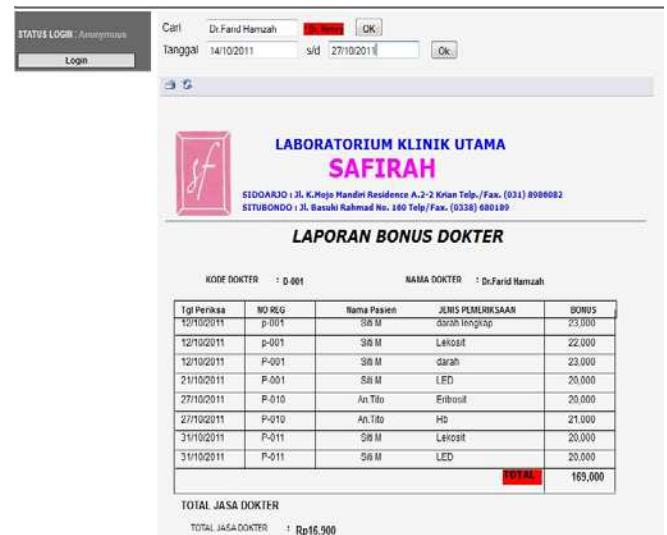 STATUS LOGIN : Anonymous
Login
Cari Dr.Farid Hamzah OK
Tanggal 14/10/2011 s/d 27/10/2011 Ok
sf
LABORATORIUM KLINIK UTAMA
SAFIRAH
SIDOARJO : Jl. K.Mojo Mandiri Residence A.2-2 Krian Telp./Fax. (031) 8986082
SITUBONDO : Jl. Basuki Rahmad No. 160 Telp/Fax. (0338) 680189
LAPORAN BONUS DOKTER
KODE DOKTER : D-001 NAMA DOKTER : Dr.Farid Hamzah
Tgl Periksa NO REG Nama Pasien JENIS PEMERIKSAAN BONUS
12/10/2011 p-001 Siti M darah lengkap 23,000
12/10/2011 p-001 Siti M Lekosit 22,000
12/10/2011 P-001 Siti M darah 23,000
21/10/2011 P-001 Siti M LED 20,000
27/10/2011 P-010 An.Tito Eribosit 20,000
27/10/2011 P-010 An.Tito Hb 21,000
31/10/2011 P-011 Siti M Lekosit 20,000
31/10/2011 P-011 Siti M LED 20,000
TOTAL 169,000
TOTAL JASA DOKTER
TOTAL JASA DOKTER : Rp16,900